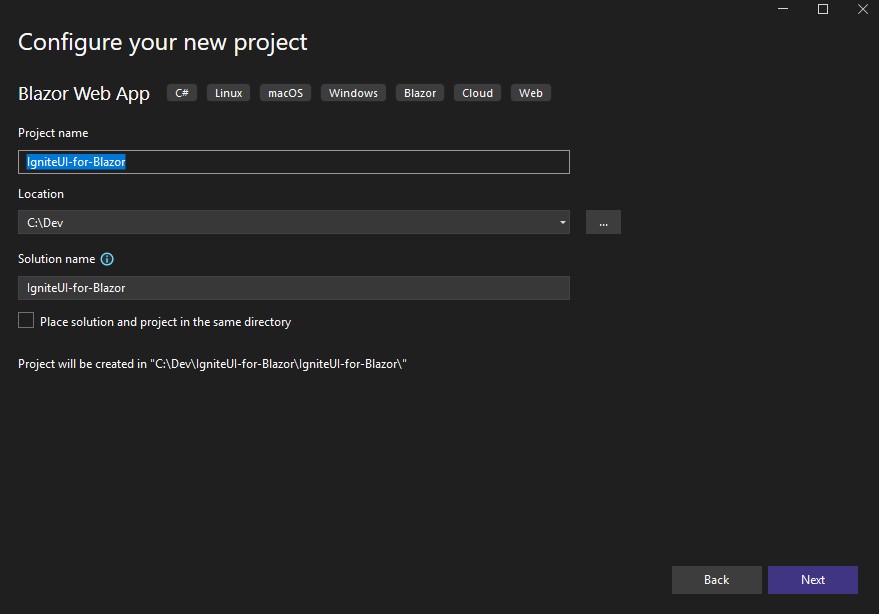 Configure your new project
Blazor Web App C# Linux macOS Windows Blazor Cloud Web
Project name
IgniteUI-for-Blazor
Location
C:\Dev ...
Solution name
IgniteUI-for-Blazor
Place solution and project in the same directory
Project will be created in "C:\Dev\IgniteUI-for-Blazor\IgniteUI-for-Blazor\"
Back Next